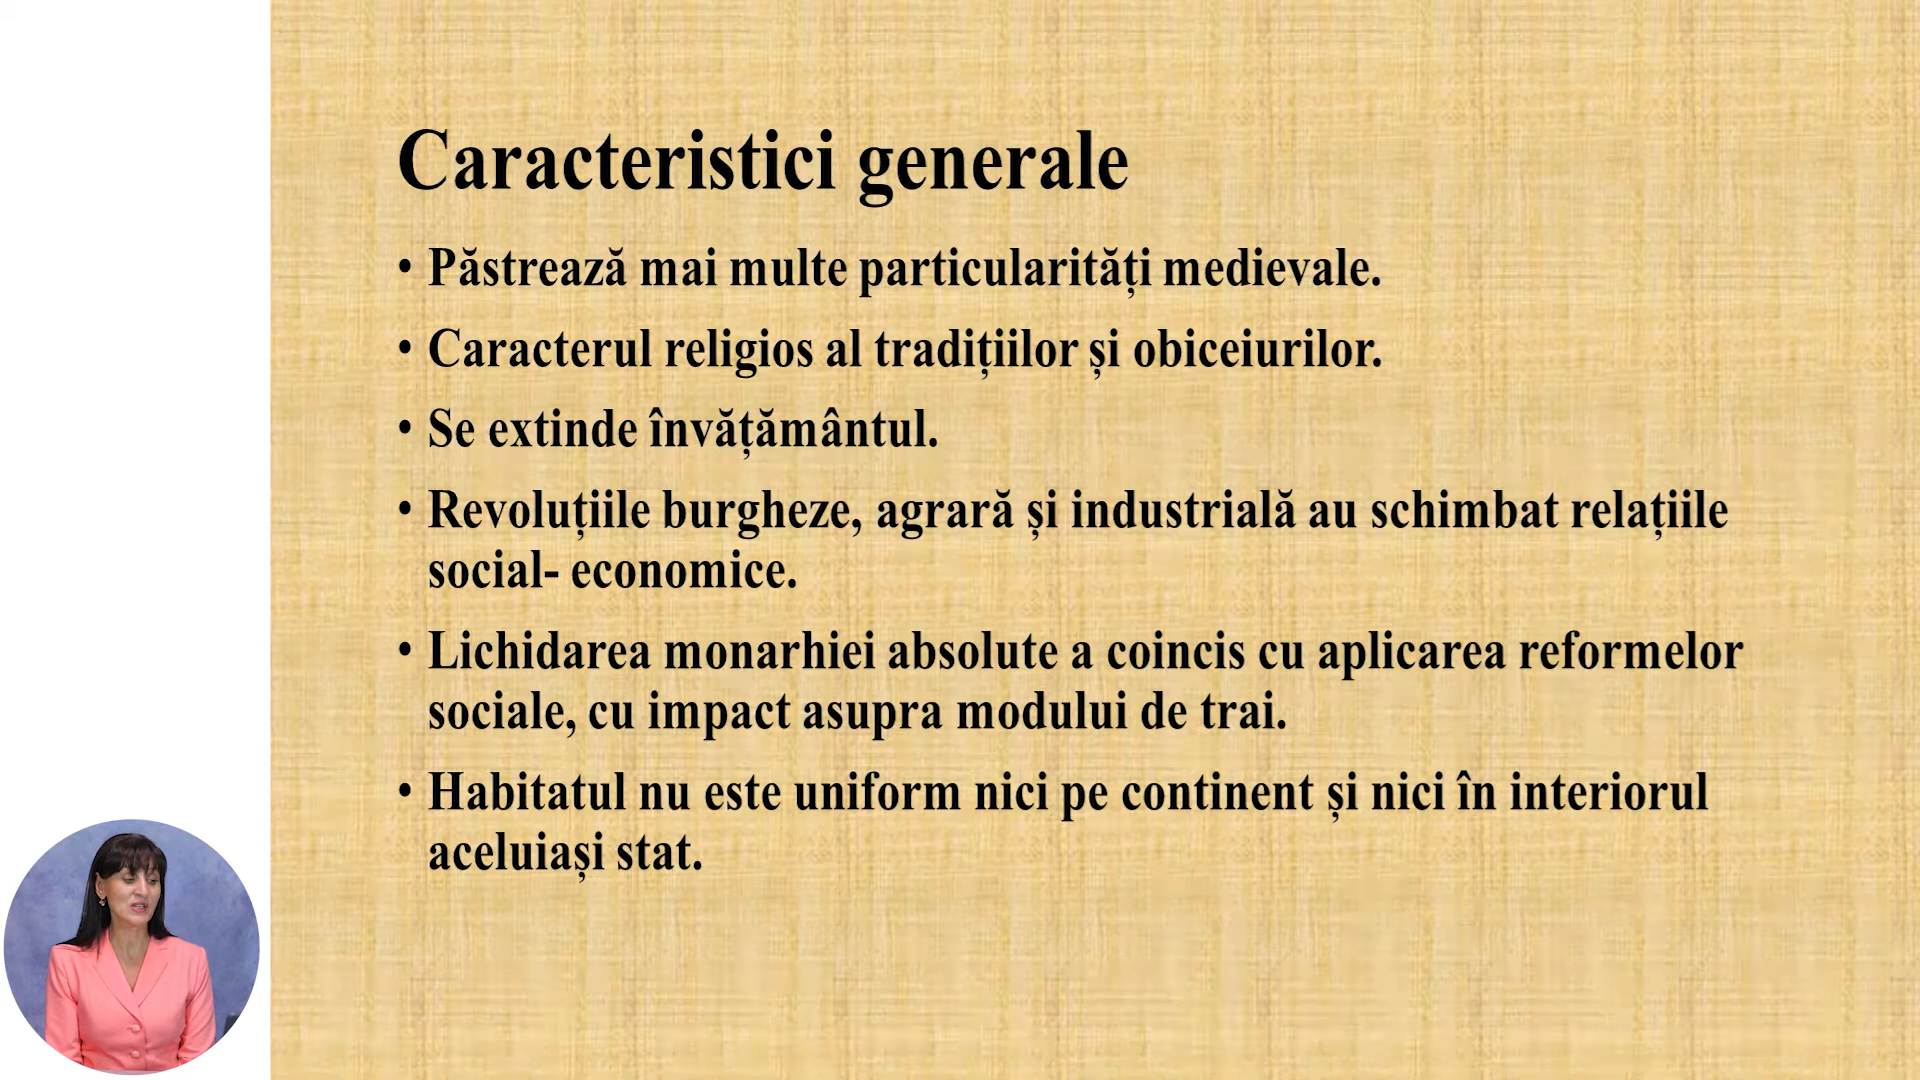 Caracteristici generale
• Păstrează mai multe particularități medievale.
• Caracterul religios al tradițiilor și obiceiurilor.
• Se extinde învățământul.
• Revoluțiile burgheze, agrară și industrială au schimbat relațiile
social- economice.
• Lichidarea monarhiei absolute a coincis cu aplicarea reformelor
sociale, cu impact asupra modului de trai.
• Habitatul nu este uniform nici pe continent și nici în interiorul
aceluiași stat.